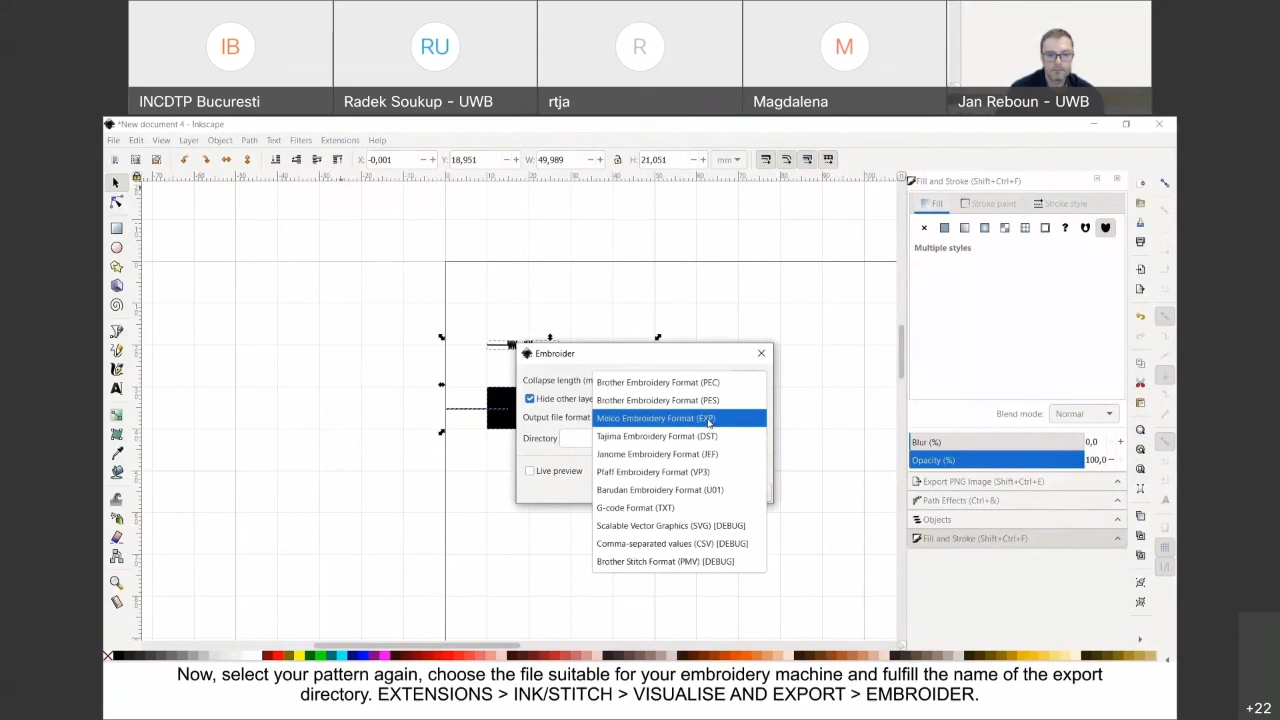 IB
RU
R
M
INCDTP Bucuresti
Radek Soukup - UWB
rtja
Magdalena
Jan Reboun - UWB
*New document 4 - Inkscape
File Edit View Layer Object Path Text Filters Extensions Help
X: -0,001 Y: 18,951 W: 49,989 H: 21,051 mm
Fill and Stroke (Shift+Ctrl+F)
Fill Stroke paint Stroke style
Multiple styles
Embroider
Collapse length (m
Hide other laye
Output file format
Directory
Live preview
Brother Embroidery Format (PEC)
Brother Embroidery Format (PES)
Melco Embroidery Format (EXP)
Tajima Embroidery Format (DST)
Janome Embroidery Format (JEF)
Pfaff Embroidery Format (VP3)
Barudan Embroidery Format (U01)
G-code Format (TXT)
Scalable Vector Graphics (SVG) [DEBUG]
Comma-separated values (CSV) [DEBUG]
Brother Stitch Format (PMV) [DEBUG]
Blend mode: Normal
Blur (%) 0,0
Opacity (%) 100,0
Export PNG Image (Shift+Ctrl+E)
Path Effects (Ctrl+&)
Objects
Fill and Stroke (Shift+Ctrl+F)
Now, select your pattern again, choose the file suitable for your embroidery machine and fulfill the name of the export
directory. EXTENSIONS > INK/STITCH > VISUALISE AND EXPORT > EMBROIDER.
+22